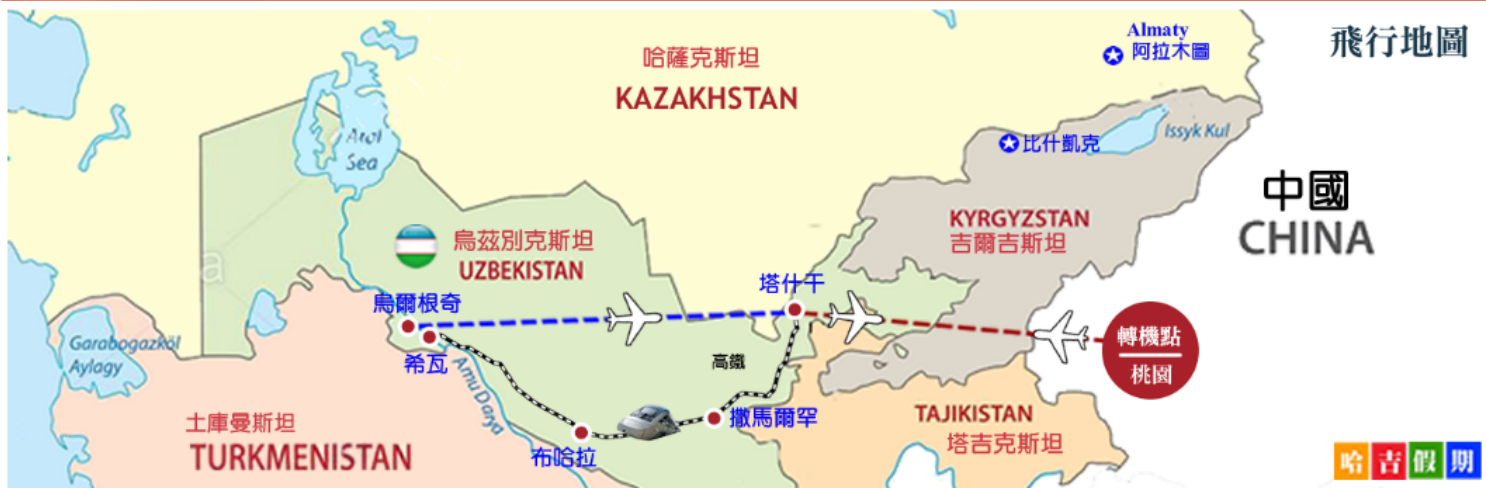 飛行地圖
Almaty
阿拉木圖
哈薩克斯坦
KAZAKHSTAN
Aral
Sea
比什凱克
Issyk Kul
中國
CHINA
KYRGYZSTAN
吉爾吉斯坦
烏茲別克斯坦
UZBEKISTAN
塔什干
烏爾根奇
希瓦
轉機點
桃園
Garabogazköl
Aylagy
高鐵
Amu Darya
土庫曼斯坦
TURKMENISTAN
布哈拉
撒馬爾罕
TAJIKISTAN
塔吉克斯坦
哈吉假期